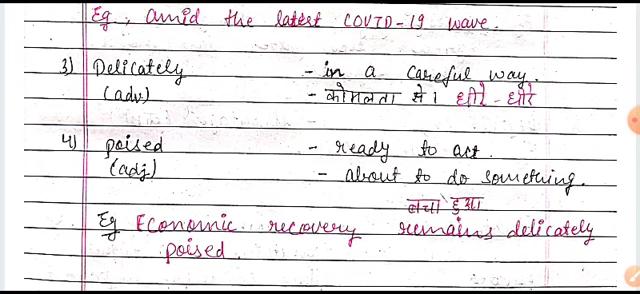 Eg, amid the latest COVID-19 wave.
3) Delicately - in a careful way.
(adv) - कोमलता से। धीरे-धीरे
4) poised - ready to act.
(adj) - about to do something.
हुआ
Eg Economic recovery remains delicately
poised.